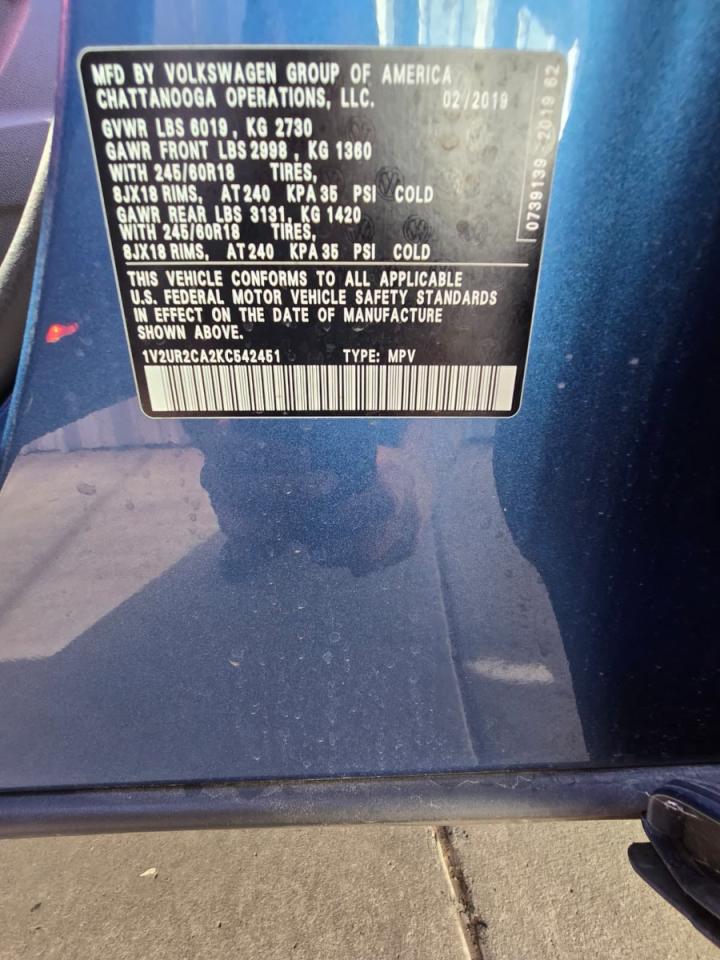 MFD BY VOLKSWAGEN GROUP OF AMERICA
CHATTANOOGA OPERATIONS, LLC. 02/2019
GVWR LBS 6019, KG 2730
GAWR FRONT LBS 2998, KG 1360
WITH 245/60R18 TIRES,
8JX18 RIMS, AT 240 KPA 35 PSI COLD
GAWR REAR LBS 3131, KG 1420
WITH 245/60R18 TIRES,
8JX18 RIMS, AT 240 KPA 35 PSI COLD
THIS VEHICLE CONFORMS TO ALL APPLICABLE
U.S. FEDERAL MOTOR VEHICLE SAFETY STANDARDS
IN EFFECT ON THE DATE OF MANUFACTURE
SHOWN ABOVE.
1V2UR2CA2KC542451 TYPE: MPV
0739139 2019 62